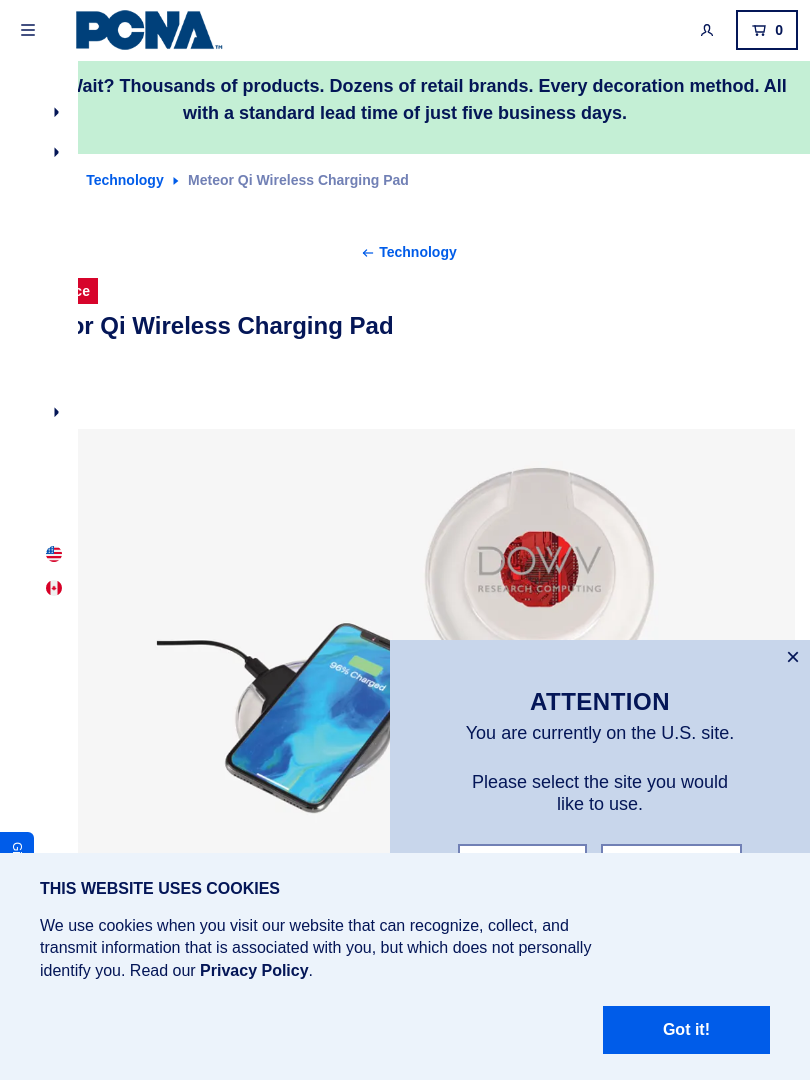 PCNA
0
Wait? Thousands of products. Dozens of retail brands. Every decoration method. All
with a standard lead time of just five business days.
Technology
Meteor Qi Wireless Charging Pad
Technology
Qi Wireless Charging Pad
DOWV
RESEARCH COMPUTING
96% Charged
ATTENTION
You are currently on the U.S. site.
Please select the site you would
like to use.
THIS WEBSITE USES COOKIES
We use cookies when you visit our website that can recognize, collect, and
transmit information that is associated with you, but which does not personally
identify you. Read our Privacy Policy.
Got it!